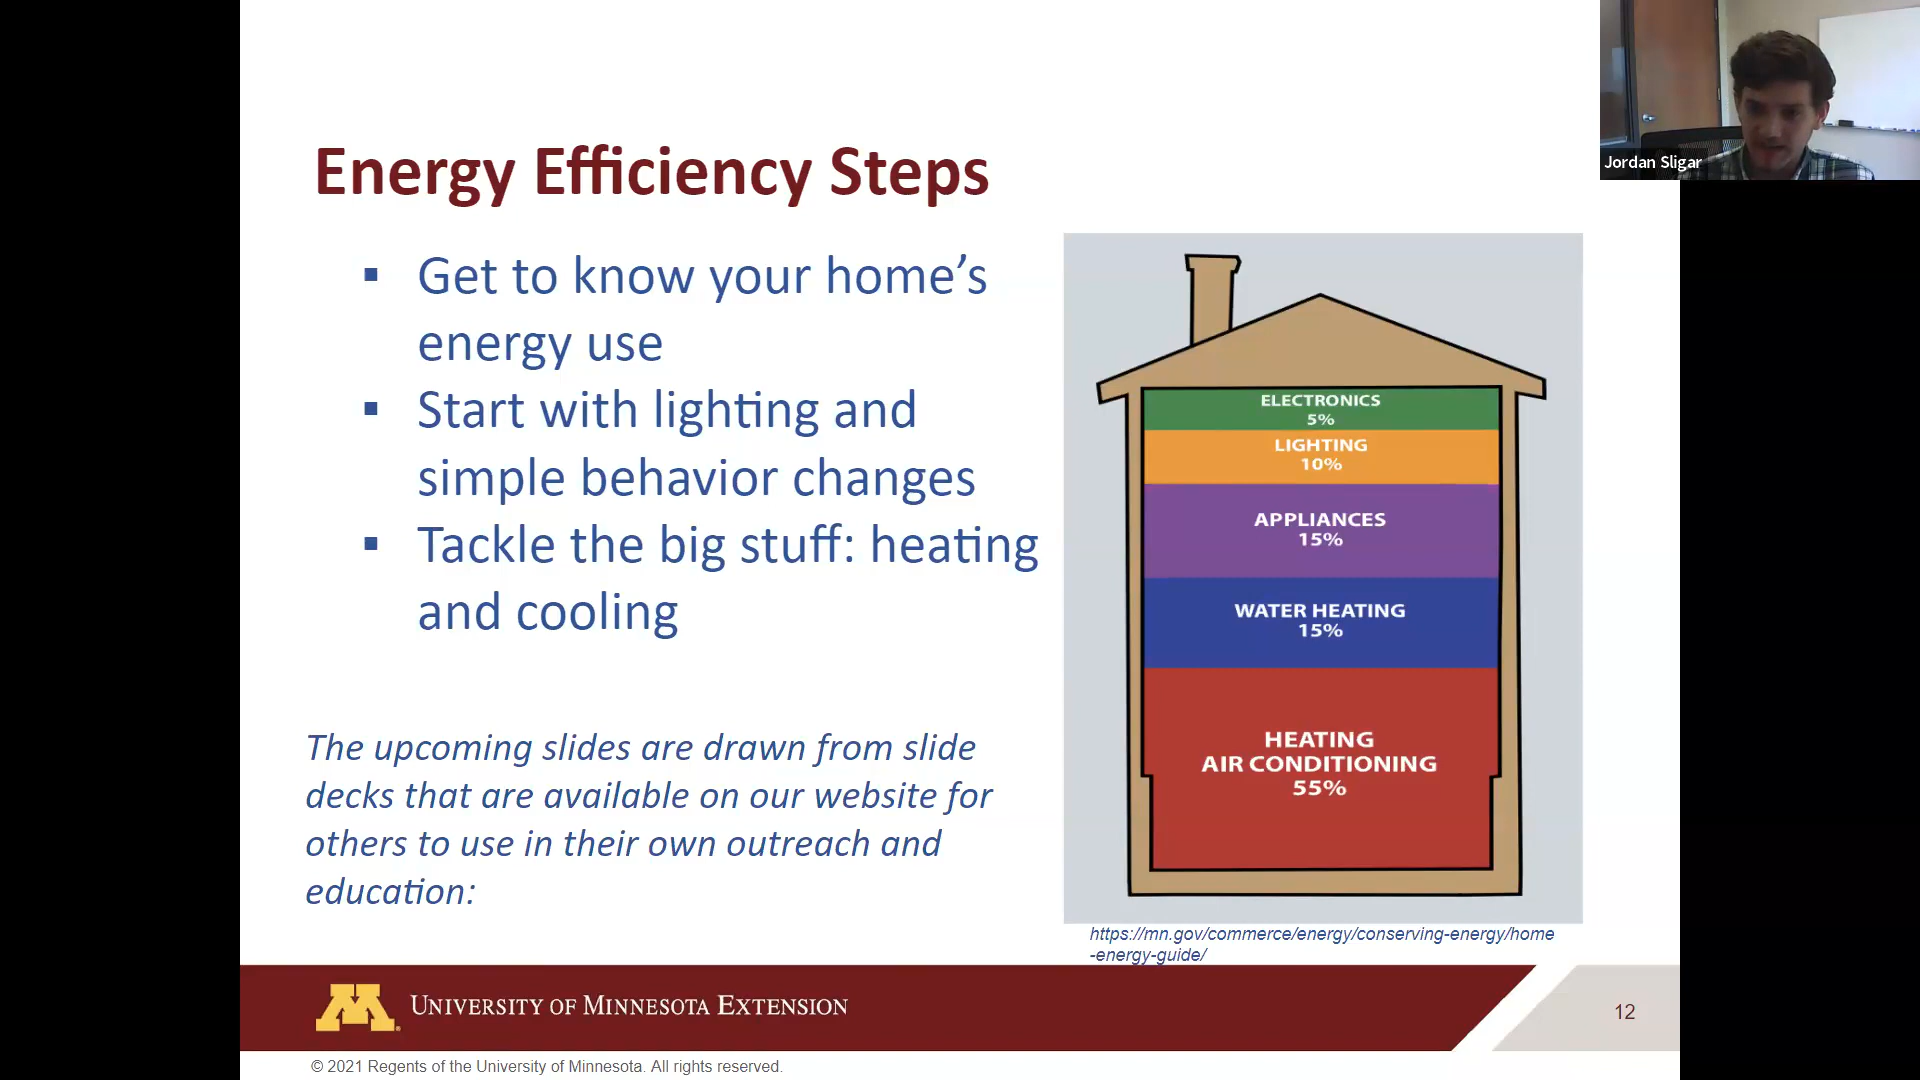 Jordan Sligar
Energy Efficiency Steps
▪ Get to know your home’s
energy use
▪ Start with lighting and
simple behavior changes
▪ Tackle the big stuff: heating
and cooling
The upcoming slides are drawn from slide
decks that are available on our website for
others to use in their own outreach and
education:
ELECTRONICS
5%
LIGHTING
10%
APPLIANCES
15%
WATER HEATING
15%
HEATING
AIR CONDITIONING
55%
https://mn.gov/commerce/energy/conserving-energy/home
-energy-guide/
M
UNIVERSITY OF MINNESOTA EXTENSION
12
© 2021 Regents of the University of Minnesota. All rights reserved.